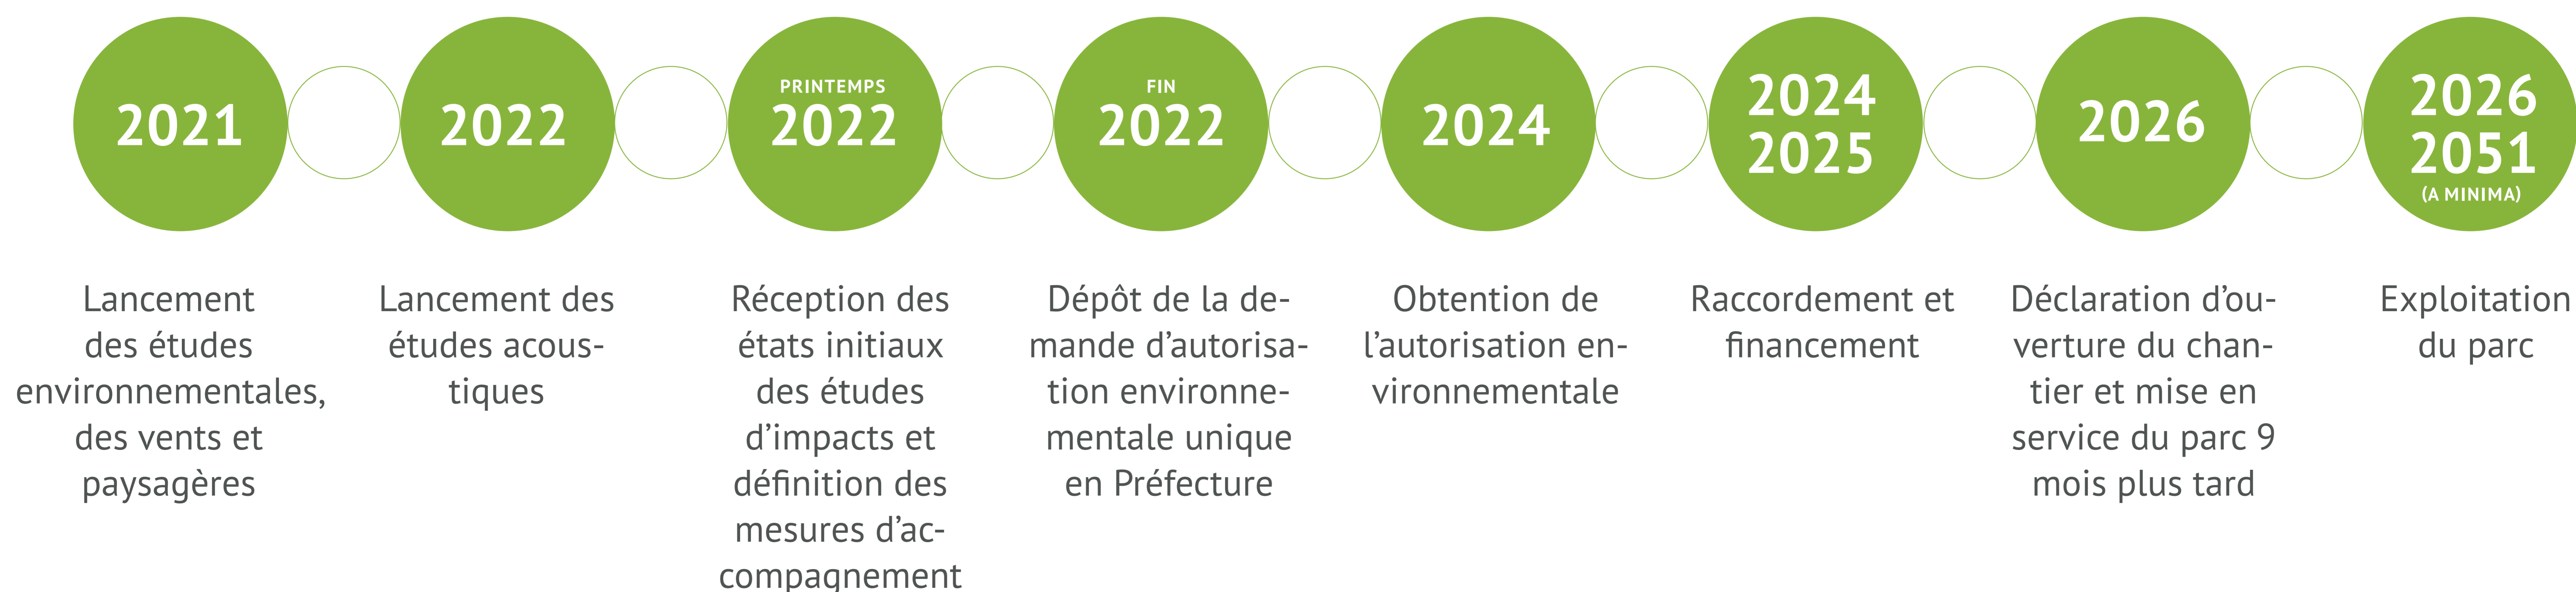 2021
Lancement
des études
environnementales,
des vents et
paysagères
2022
Lancement des
études acous-
tiques
PRINTEMPS
2022
Réception des
états initiaux
des études
d’impacts et
définition des
mesures d’ac-
compagnement
FIN
2022
Dépôt de la de-
mande d’autorisa-
tion environne-
mentale unique
en Préfecture
2024
Obtention de
l’autorisation en-
vironnementale
2024
2025
Raccordement et
financement
2026
Déclaration d’ou-
verture du chan-
tier et mise en
service du parc 9
mois plus tard
2026
2051
(A MINIMA)
Exploitation
du parc